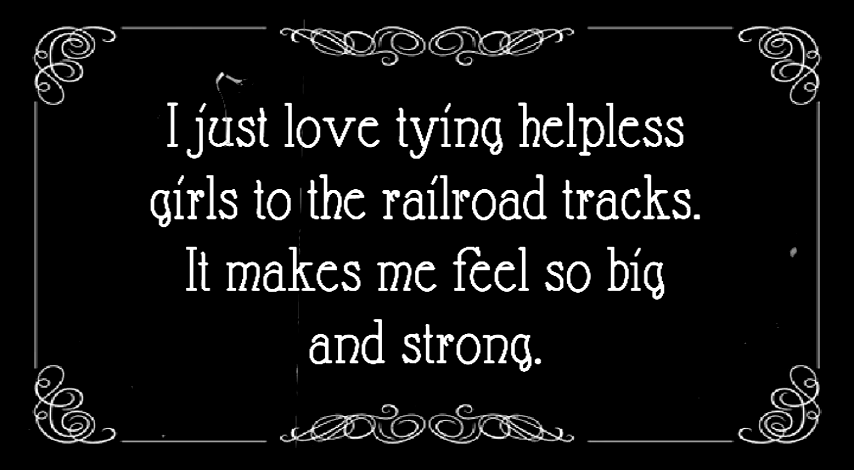 I just love tying helpless
girls to the railroad tracks.
It makes me feel so big
and strong.